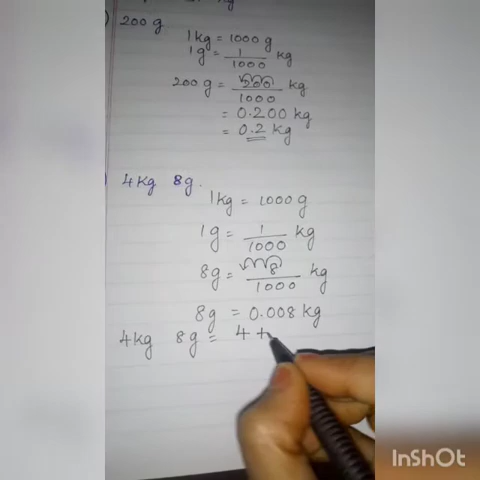 kg
) 200 g
1kg = 1000 g
1g = 1/1000 kg
200 g = 200/1000 kg
= 0.200 kg
= 0.2 kg
) 4kg 8g.
1kg = 1000 g
1g = 1/1000 kg
8g = 8/1000 kg
8g = 0.008 kg
4kg 8g = 4 +
InShOt